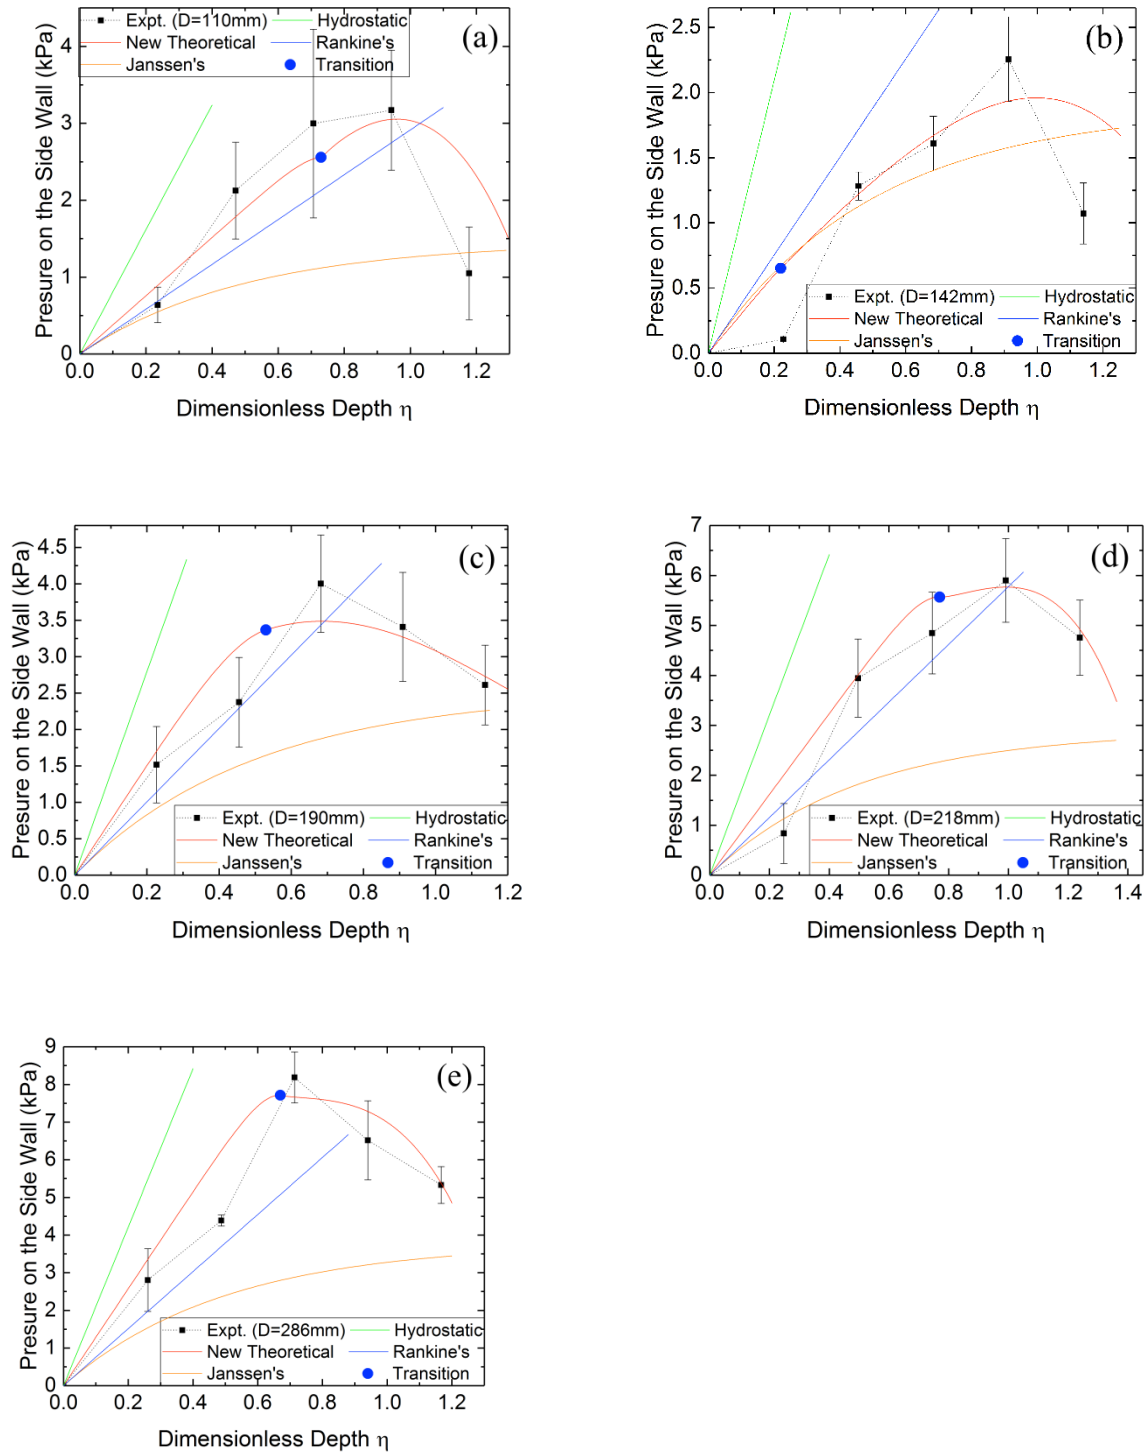 (a)
Expt. (D=110mm) Hydrostatic
New Theoretical Rankine's
Janssen's Transition
Presure on the Side Wall (kPa)
4
3
2
1
0
0.0 0.2 0.4 0.6 0.8 1.0 1.2
Dimensionless Depth η
(b)
Presure on the Side Wall (kPa)
2.5
2.0
1.5
1.0
0.5
0.0
Expt. (D=142mm) Hydrostatic
New Theoretical Rankine's
Janssen's Transition
0.0 0.2 0.4 0.6 0.8 1.0 1.2
Dimensionless Depth η
(c)
Presure on the Side Wall (kPa)
4.5
4.0
3.5
3.0
2.5
2.0
1.5
1.0
0.5
0.0
Expt. (D=190mm) Hydrostatic
New Theoretical Rankine's
Janssen's Transition
0.0 0.2 0.4 0.6 0.8 1.0 1.2
Dimensionless Depth η
(d)
Presure on the Side Wall (kPa)
7
6
5
4
3
2
1
0
Expt. (D=218mm) Hydrostatic
New Theoretical Rankine's
Janssen's Transition
0.0 0.2 0.4 0.6 0.8 1.0 1.2 1.4
Dimensionless Depth η
(e)
Presure on the Side Wall (kPa)
9
8
7
6
5
4
3
2
1
0
Expt. (D=286mm) Hydrostatic
New Theoretical Rankine's
Janssen's Transition
0.0 0.2 0.4 0.6 0.8 1.0 1.2
Dimensionless Depth η